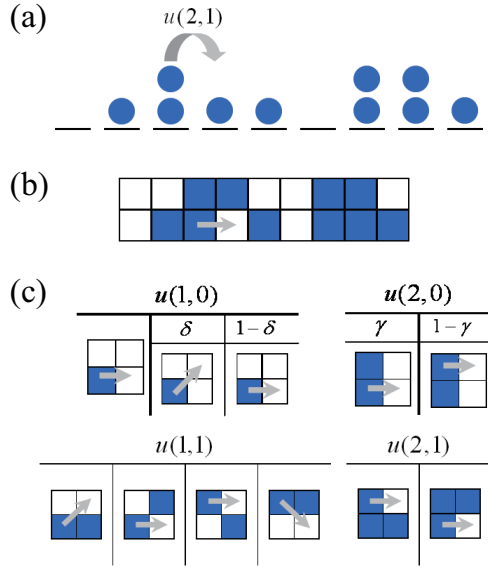 (a)
u(2,1)
(b)
(c)
u(1,0)
δ
1 − δ
u(2,0)
γ
1 − γ
u(1,1)
u(2,1)